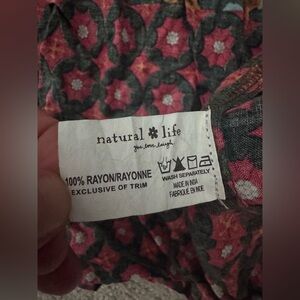 natural life
give. love. laugh.
100% RAYON/RAYONNE
EXCLUSIVE OF TRIM
WASH SEPARATELY
MADE IN INDIA
FABRIQUÉ EN INDE